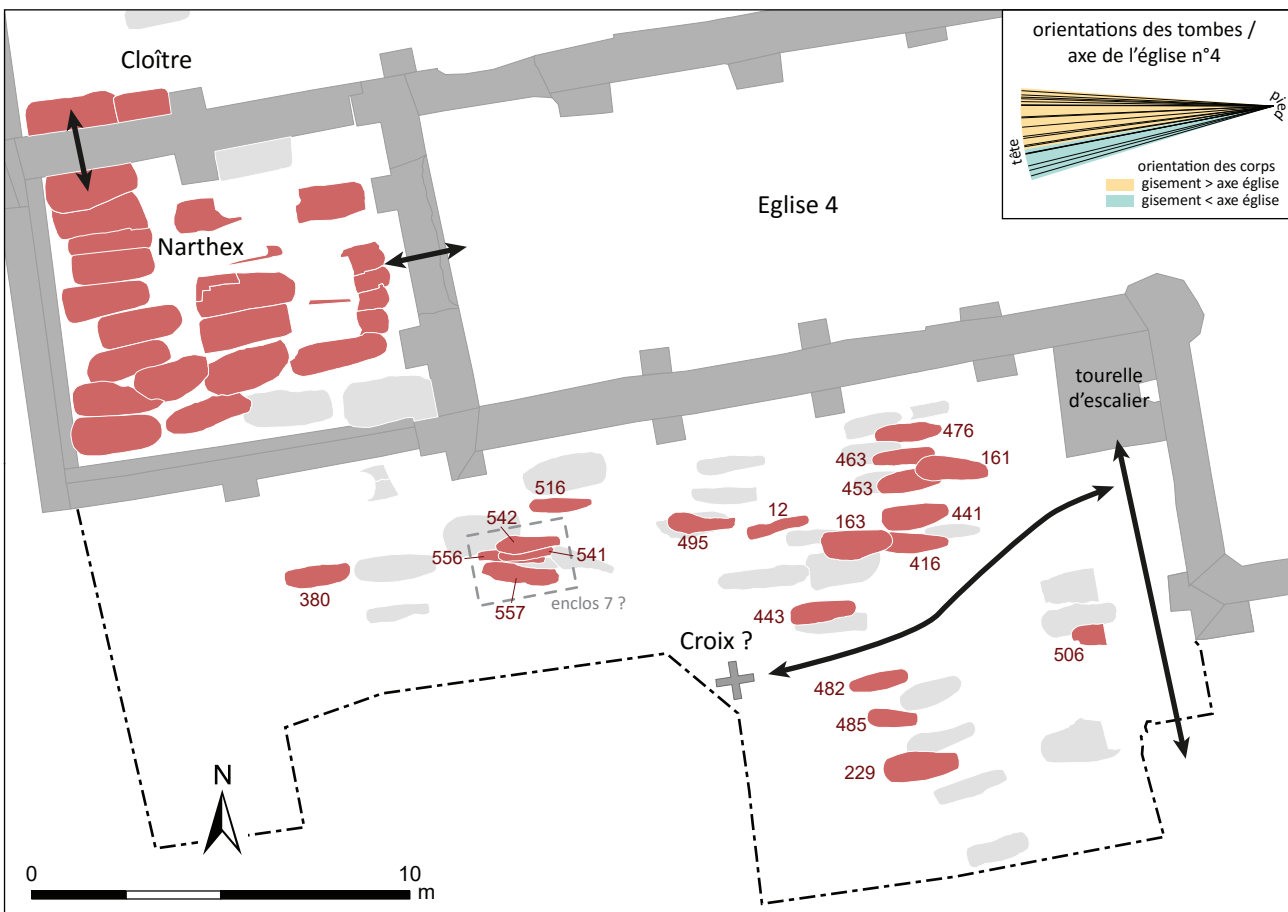 Cloître
orientations des tombes /
axe de l'église n°4
pied
tête
orientation des corps
gisement > axe église
gisement < axe église
Narthex
Eglise 4
tourelle
d'escalier
476
463
161
453
516
542
12
163
441
495
556
541
416
380
557
enclos 7 ?
443
Croix ?
506
482
485
229
N
0
10
m